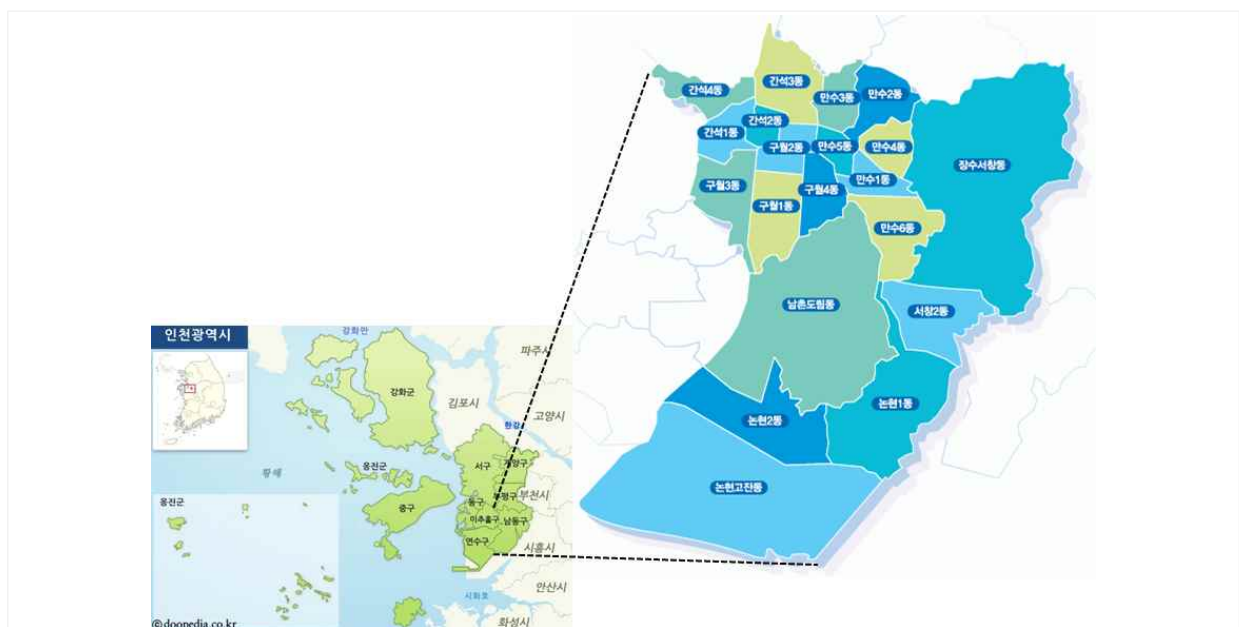 간석3동
간석4동
만수3동
만수2동
간석2동
간석1동
구월2동
만수5동
만수4동
장수서창동
만수1동
구월3동
구월4동
구월1동
만수6동
남촌도림동
서창2동
논현1동
논현2동
논현고잔동
인천광역시
강화만
파주시
강화군
김포시
고양시
한강
황해
옹진군
서구
계양구
옹진군
부평구
부천시
동구
중구
미추홀구
남동구
연수구
시흥시
안산시
시화호
화성시
ⓒdoopedia.co.kr